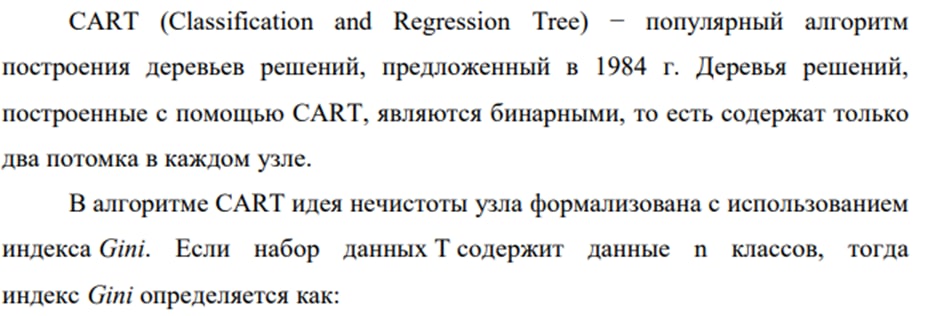 CART (Classification and Regression Tree) − популярный алгоритм
построения деревьев решений, предложенный в 1984 г. Деревья решений,
построенные с помощью CART, являются бинарными, то есть содержат только
два потомка в каждом узле.
В алгоритме CART идея нечистоты узла формализована с использованием
индекса Gini. Если набор данных T содержит данные n классов, тогда
индекс Gini определяется как: